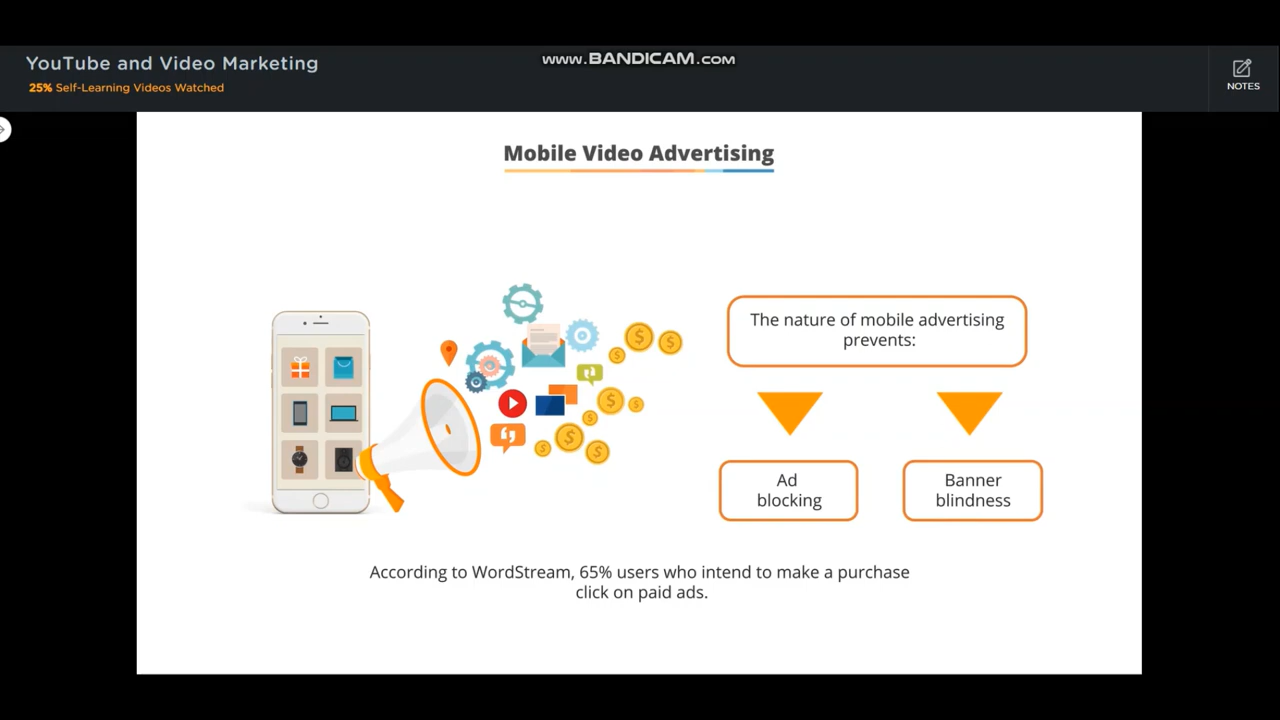 www.BANDICAM.com
YouTube and Video Marketing
25% Self-Learning Videos Watched
NOTES
Mobile Video Advertising
The nature of mobile advertising
prevents:
Ad
blocking
Banner
blindness
According to WordStream, 65% users who intend to make a purchase
click on paid ads.